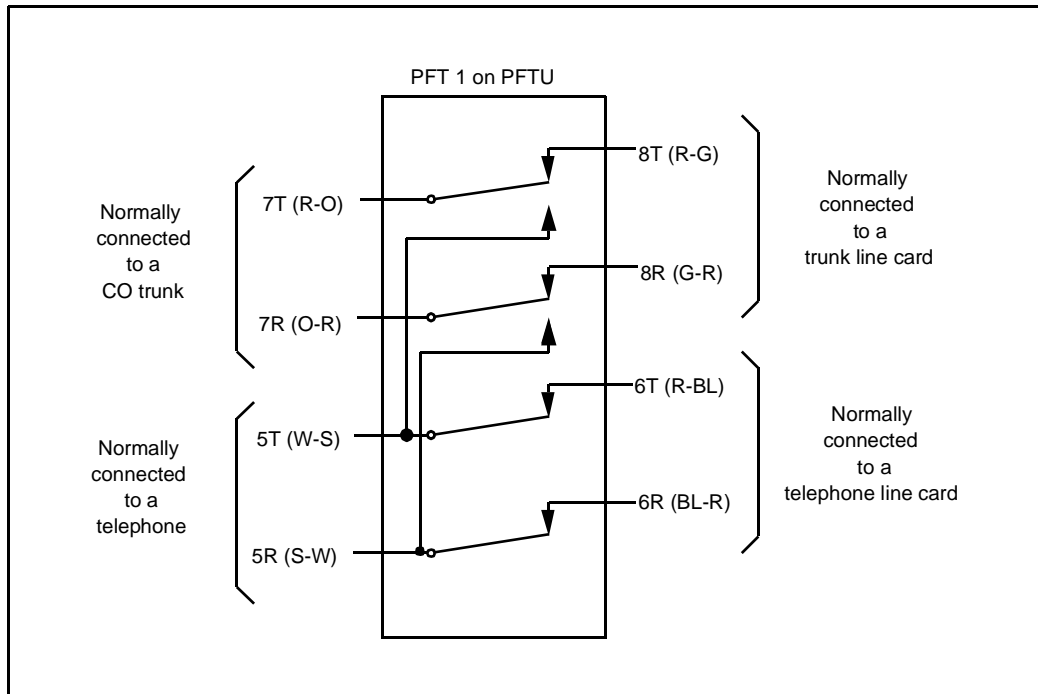 PFT 1 on PFTU
8T (R-G)
7T (R-O)
Normally
connected
to a
CO trunk
Normally
connected
to a
trunk line card
8R (G-R)
7R (O-R)
6T (R-BL)
5T (W-S)
Normally
connected
to a
telephone
Normally
connected
to a
telephone line card
6R (BL-R)
5R (S-W)